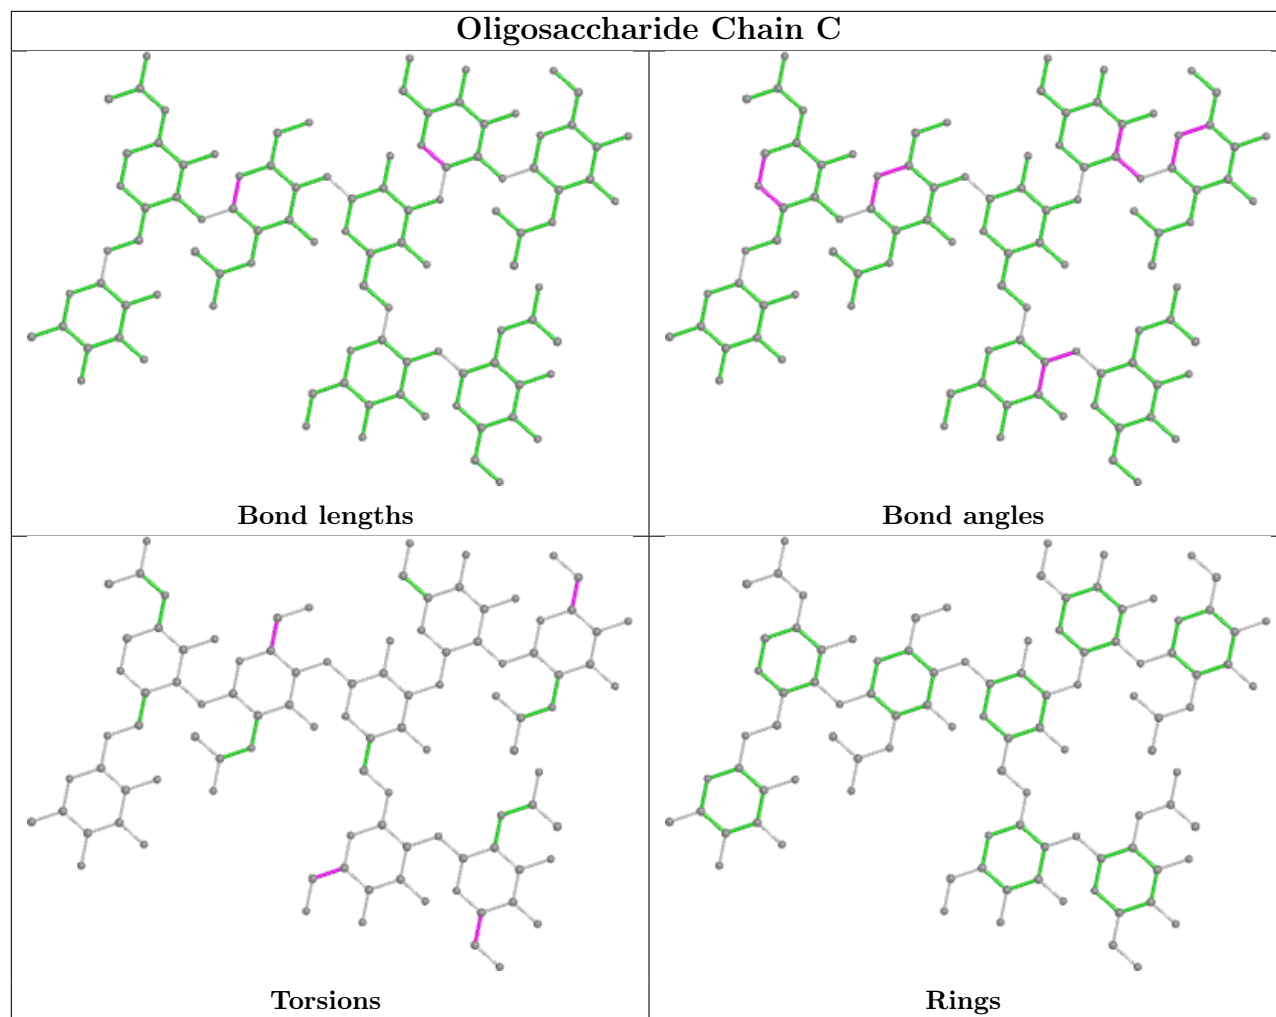 Oligosaccharide Chain C
Bond lengths
Bond angles
Torsions
Rings